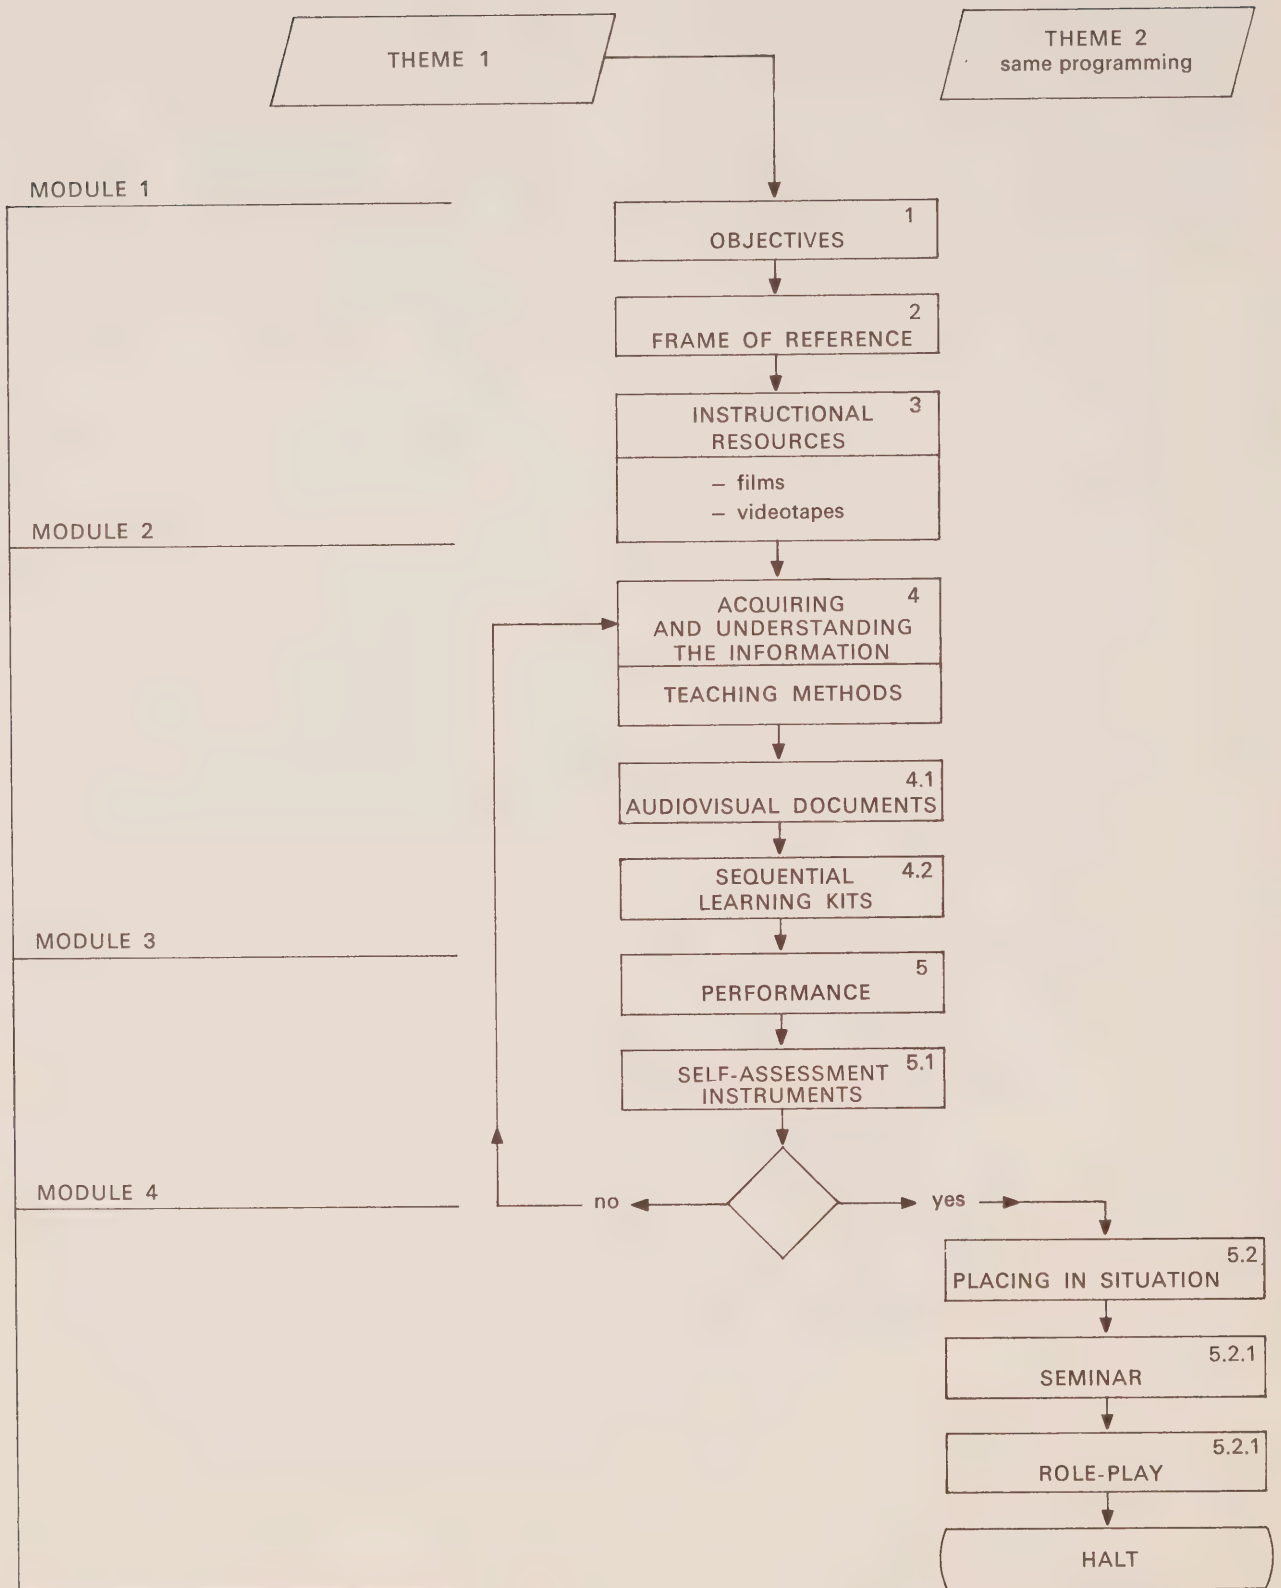 THEME 1
THEME 2
same programming
MODULE 1
1
OBJECTIVES
2
FRAME OF REFERENCE
3
INSTRUCTIONAL
RESOURCES
– films
– videotapes
MODULE 2
4
ACQUIRING
AND UNDERSTANDING
THE INFORMATION
TEACHING METHODS
4.1
AUDIOVISUAL DOCUMENTS
4.2
SEQUENTIAL
LEARNING KITS
MODULE 3
5
PERFORMANCE
5.1
SELF-ASSESSMENT
INSTRUMENTS
MODULE 4
no
yes
5.2
PLACING IN SITUATION
5.2.1
SEMINAR
5.2.1
ROLE-PLAY
HALT